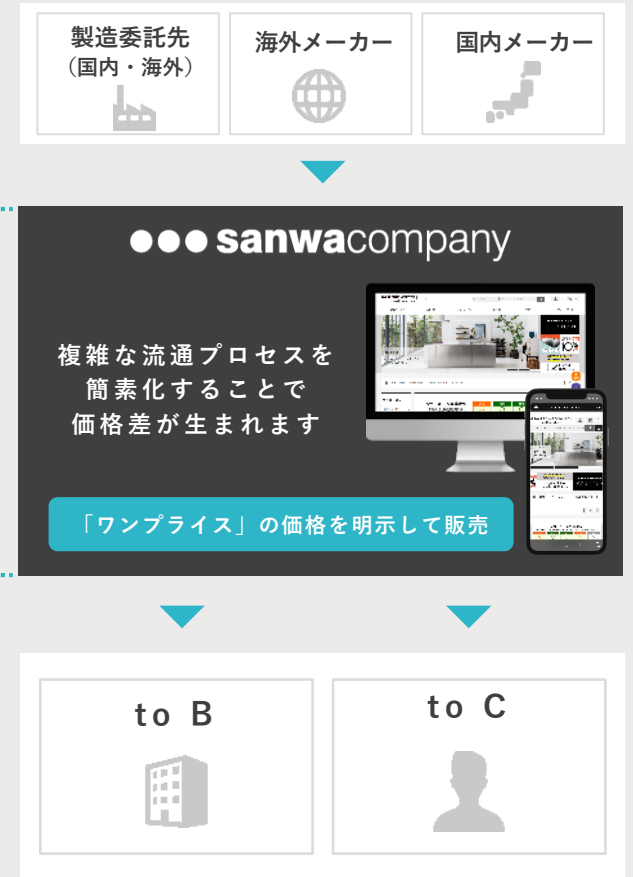 製造委託先
（国内・海外）
海外メーカー
国内メーカー
sanwacompany
複雑な流通プロセスを
簡素化することで
価格差が生まれます
「ワンプライス」の価格を明示して販売
to B
to C